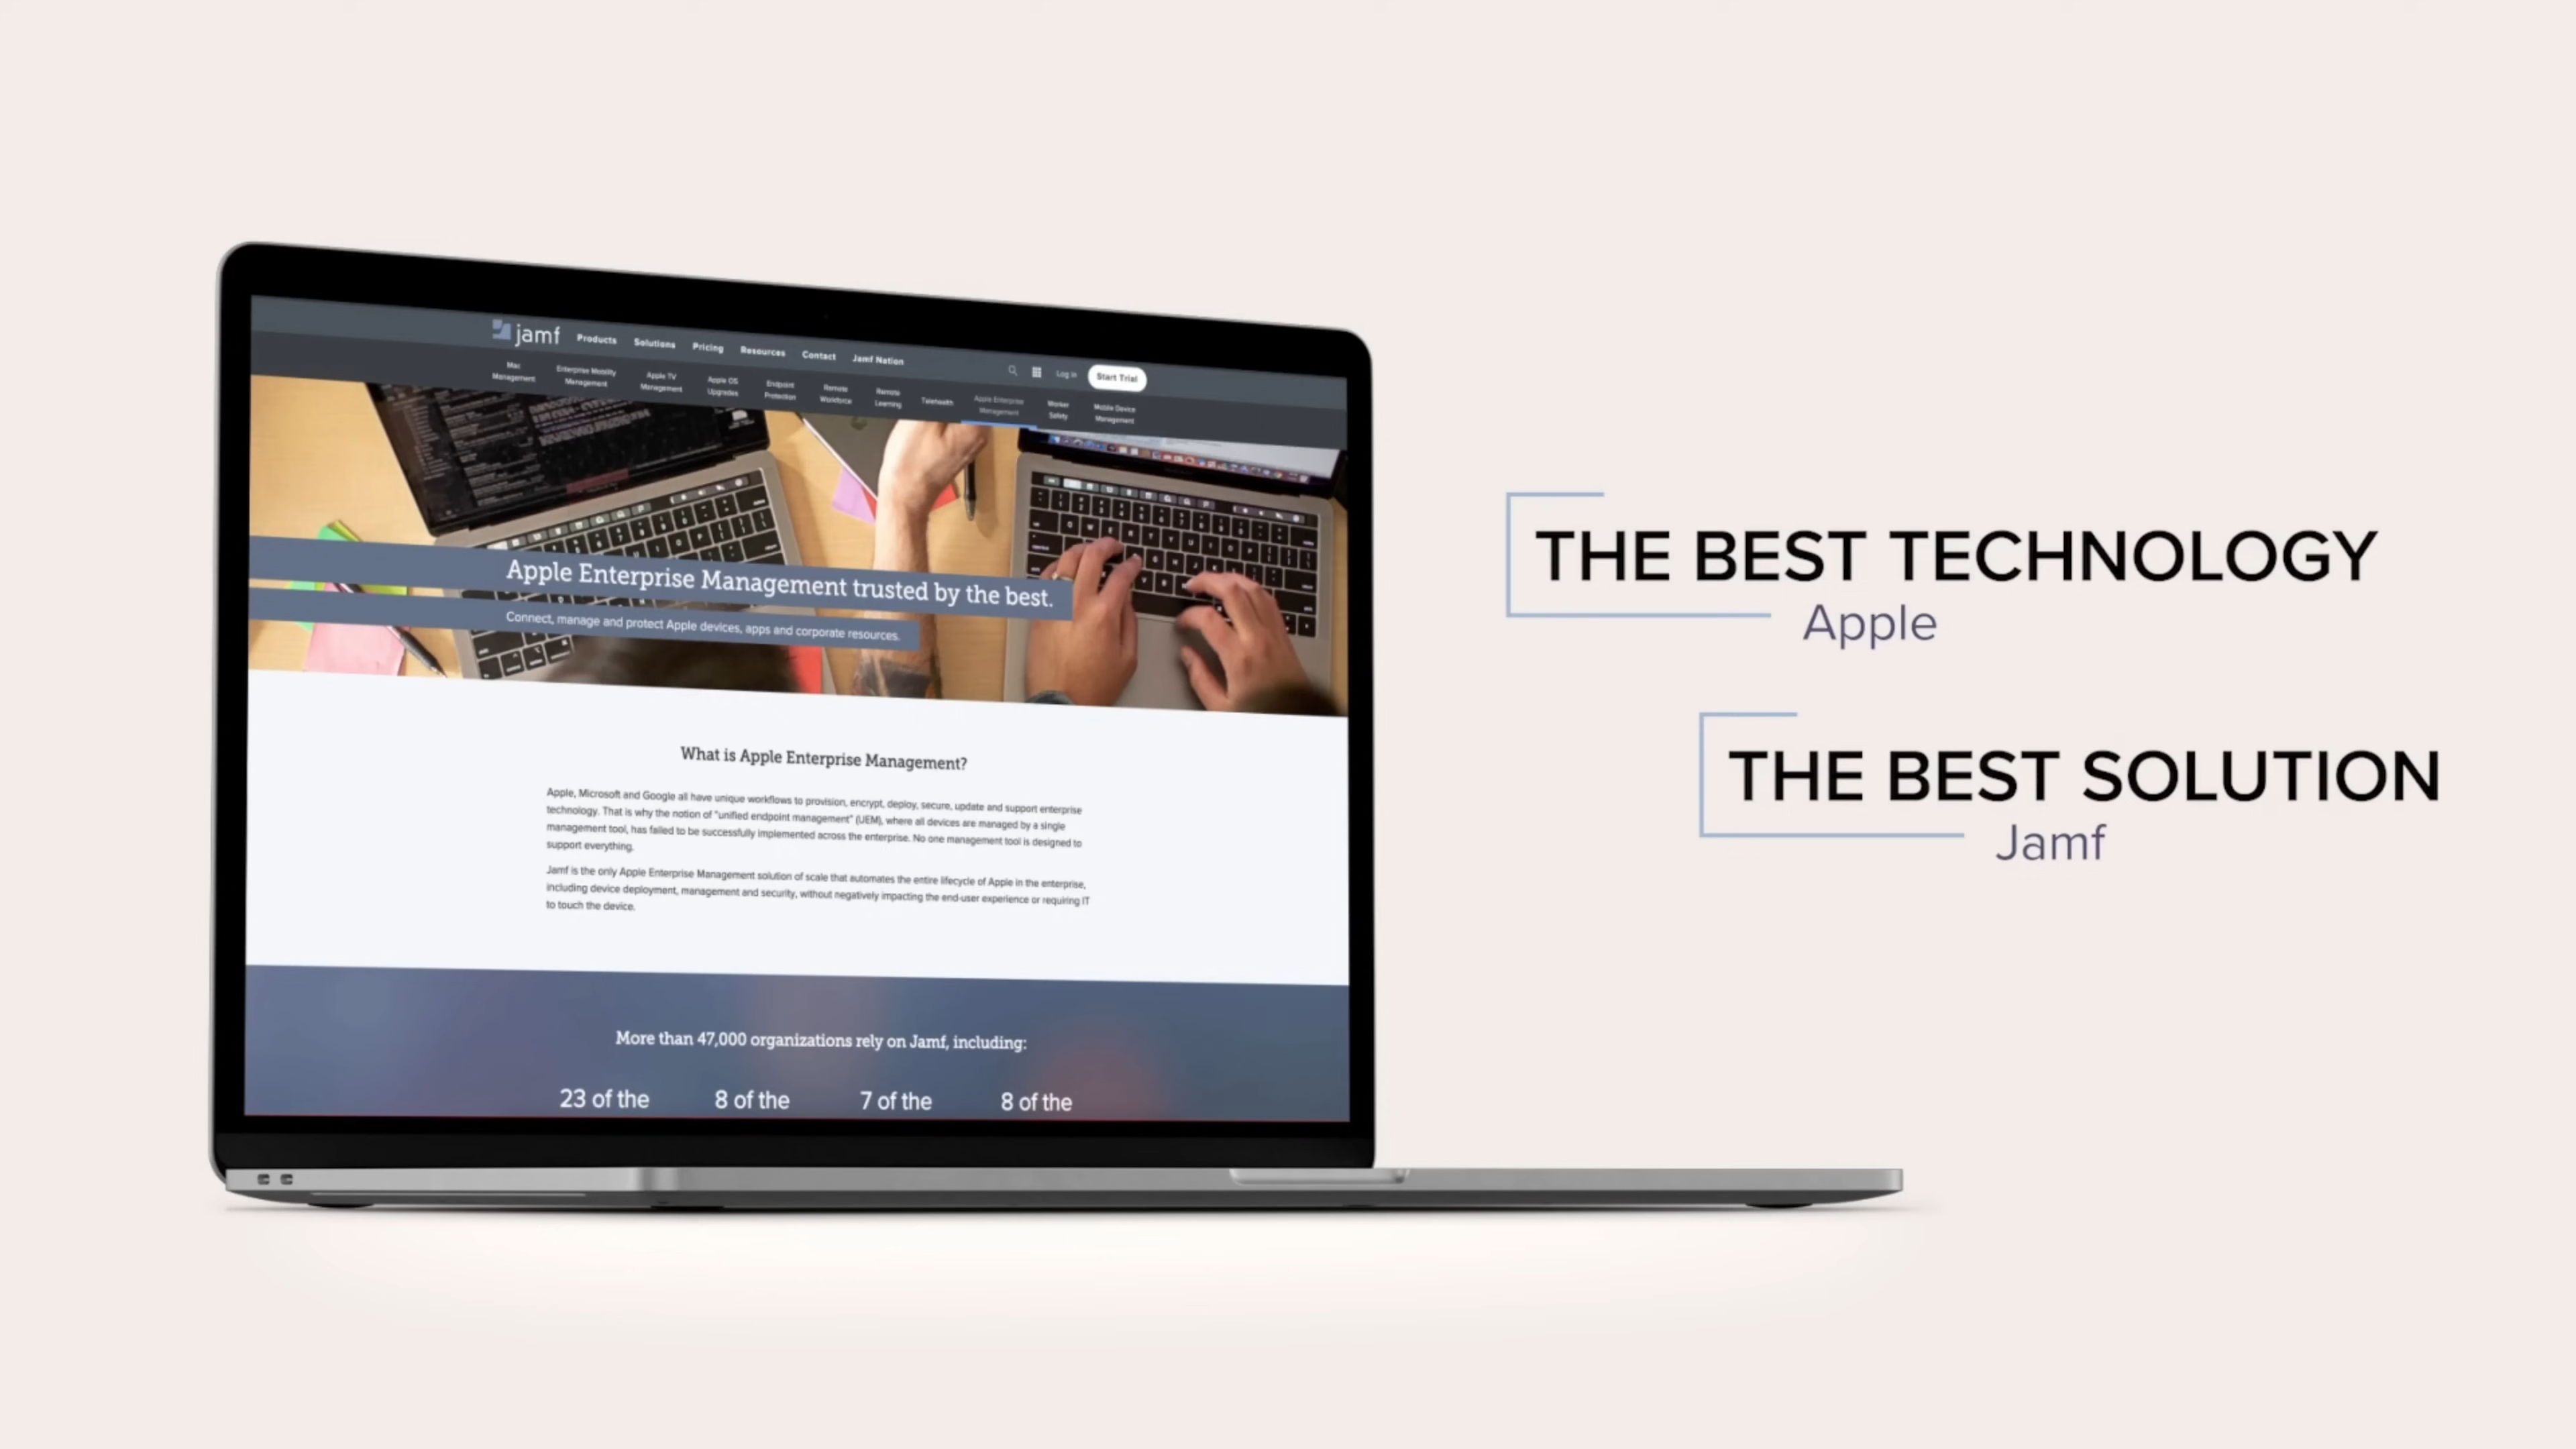 jamf
Products
Solutions
Pricing
Resources
Contact
Jamf Nation
Log in
Start Trial
Mac
Management
Enterprise Mobility
Management
Apple TV
Management
Apple OS
Upgrades
Endpoint
Protection
Remote
Workforce
Remote
Learning
Telehealth
Apple Enterprise
Management
Worker
Safety
Mobile Device
Management
Apple Enterprise Management trusted by the best.
Connect, manage and protect Apple devices, apps and corporate resources.
What is Apple Enterprise Management?
Apple, Microsoft and Google all have unique workflows to provision, encrypt, deploy, secure, update and support enterprise
technology. That is why the notion of "unified endpoint management" (UEM), where all devices are managed by a single
management tool, has failed to be successfully implemented across the enterprise. No one management tool is designed to
support everything.
Jamf is the only Apple Enterprise Management solution of scale that automates the entire lifecycle of Apple in the enterprise,
including device deployment, management and security, without negatively impacting the end-user experience or requiring IT
to touch the device.
More than 47,000 organizations rely on Jamf, including:
23 of the
8 of the
7 of the
8 of the
THE BEST TECHNOLOGY
Apple
THE BEST SOLUTION
Jamf